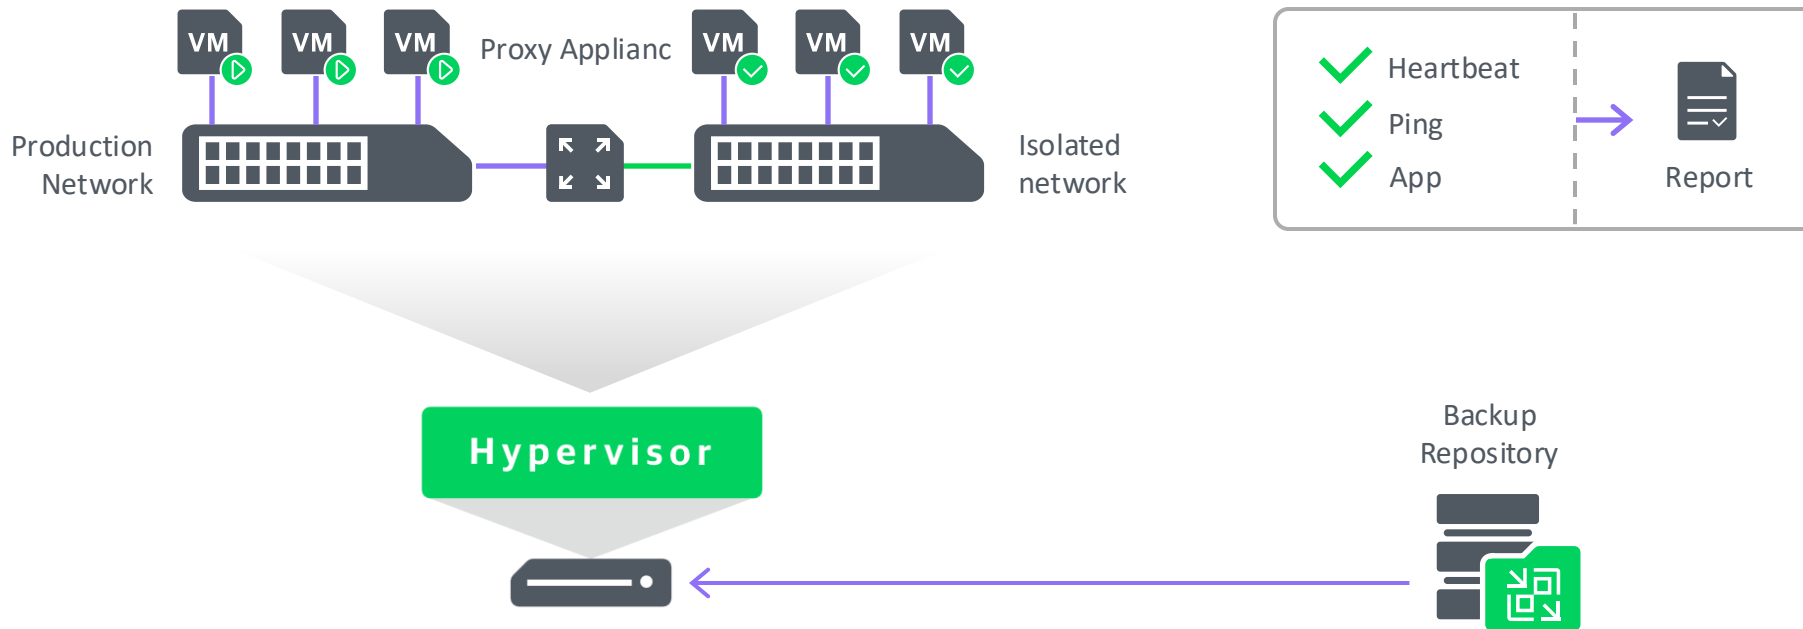 VM
VM
VM
Proxy Applianc
VM
VM
VM
Production
Network
Isolated
network
Heartbeat
Ping
App
Report
Hypervisor
Backup
Repository